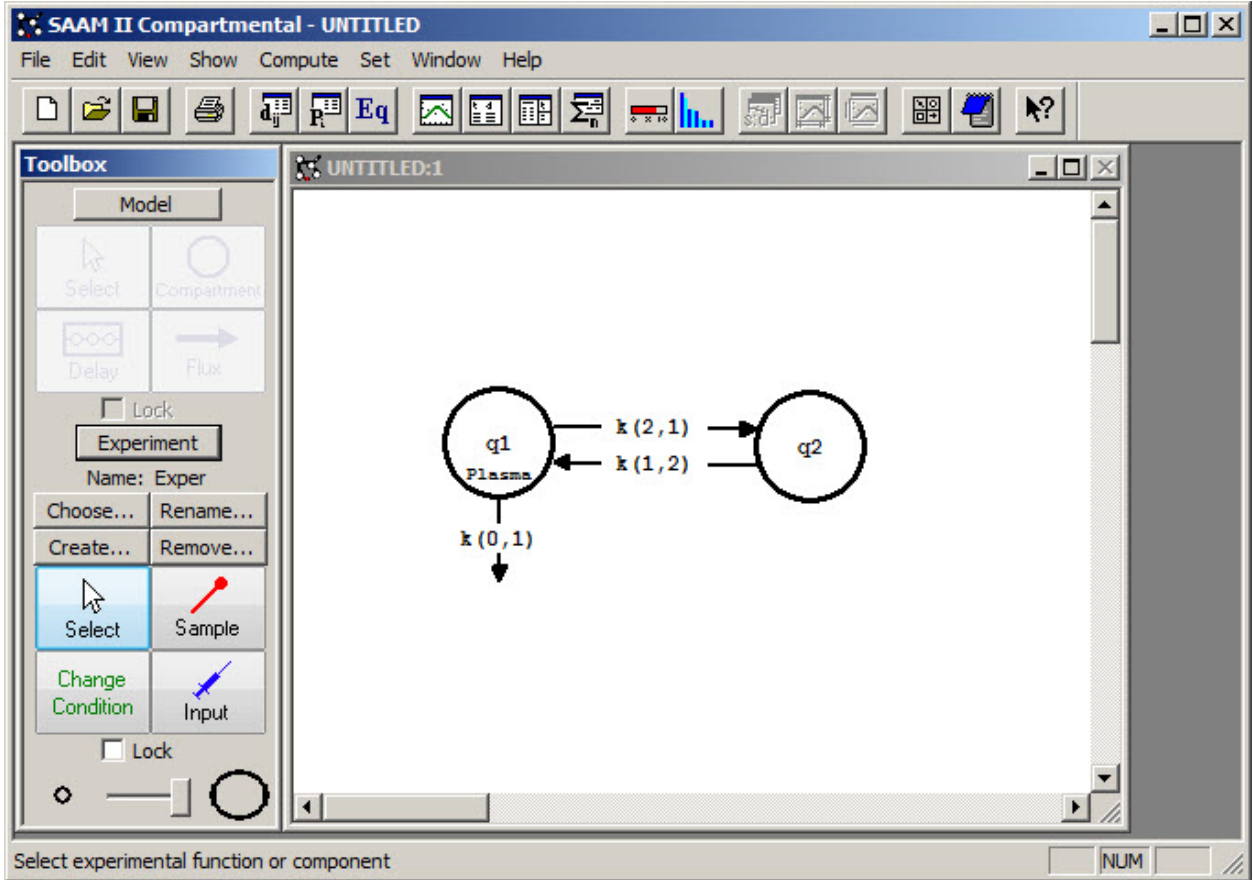 SAAM II Compartmental - UNTITLED
File Edit View Show Compute Set Window Help
Eq
Toolbox
UNTITLED:1
Model
Select Compartment
Delay Flux
Lock
Experiment
Name: Exper
Choose... Rename...
Create... Remove...
Select Sample
Change
Condition Input
Lock
q1
Plasma
k(2,1)
k(1,2)
q2
k(0,1)
Select experimental function or component NUM